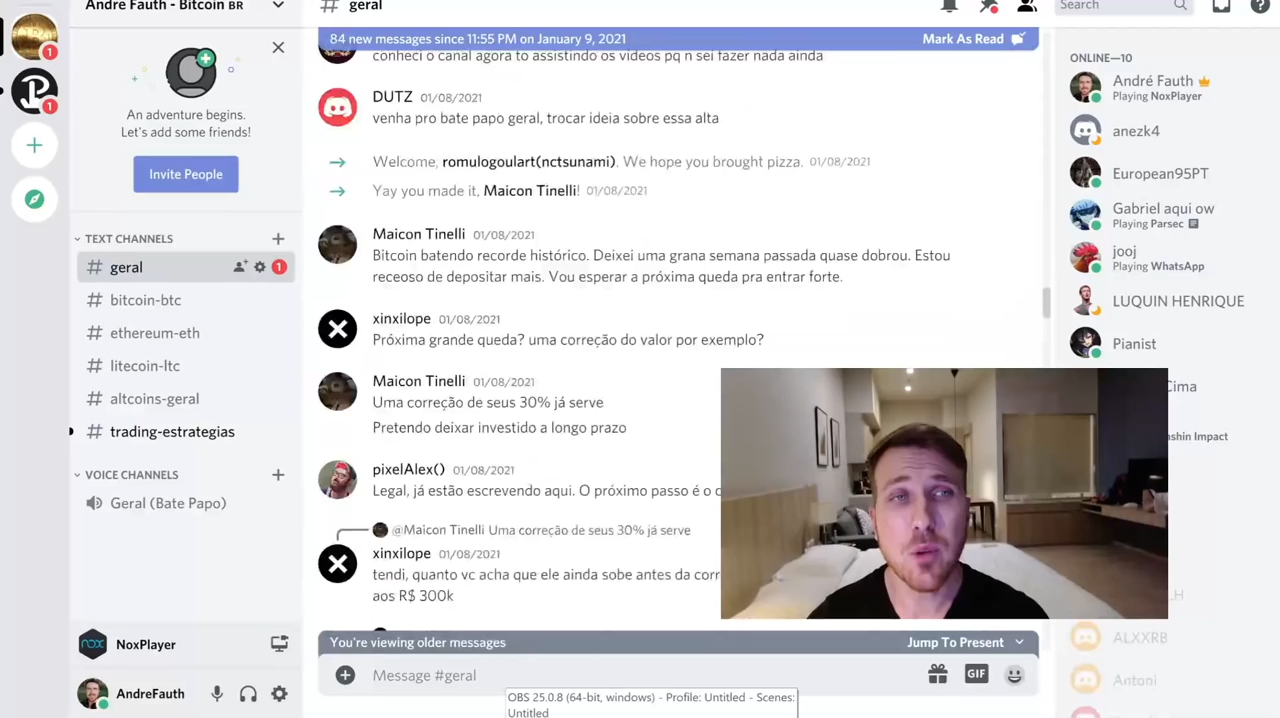 Andre Fauth - Bitcoin BR
1
1
An adventure begins.
Let's add some friends!
Invite People
TEXT CHANNELS
# geral
1
# bitcoin-btc
# ethereum-eth
# litecoin-ltc
# altcoins-geral
# trading-estrategias
VOICE CHANNELS
Geral (Bate Papo)
nox
NoxPlayer
AndreFauth
# geral
Search
84 new messages since 11:55 PM on January 9, 2021
Mark As Read
conheci o canal agora to assistindo os videos pq n sei fazer nada ainda
DUTZ 01/08/2021
venha pro bate papo geral, trocar ideia sobre essa alta
Welcome, romulogoulart(nctsunami). We hope you brought pizza. 01/08/2021
Yay you made it, Maicon Tinelli! 01/08/2021
Maicon Tinelli 01/08/2021
Bitcoin batendo recorde histórico. Deixei uma grana semana passada quase dobrou. Estou
receoso de depositar mais. Vou esperar a próxima queda pra entrar forte.
xinxilope 01/08/2021
Próxima grande queda? uma correção do valor por exemplo?
Maicon Tinelli 01/08/2021
Uma correção de seus 30% já serve
Pretendo deixar investido a longo prazo
pixelAlex() 01/08/2021
Legal, já estão escrevendo aqui. O próximo passo é o
@Maicon Tinelli Uma correção de seus 30% já serve
xinxilope 01/08/2021
tendi, quanto vc acha que ele ainda sobe antes da
aos R$ 300k
You're viewing older messages
Jump To Present
Message #geral
GIF
OBS 25.0.8 (64-bit, windows) - Profile: Untitled - Scenes:
Untitled
ONLINE—10
André Fauth
Playing NoxPlayer
anezk4
European95PT
Gabriel aqui ow
Playing Parsec
jooj
Playing WhatsApp
LUQUIN HENRIQUE
Pianist
Cima
Impact
ALXXRB
Antoni